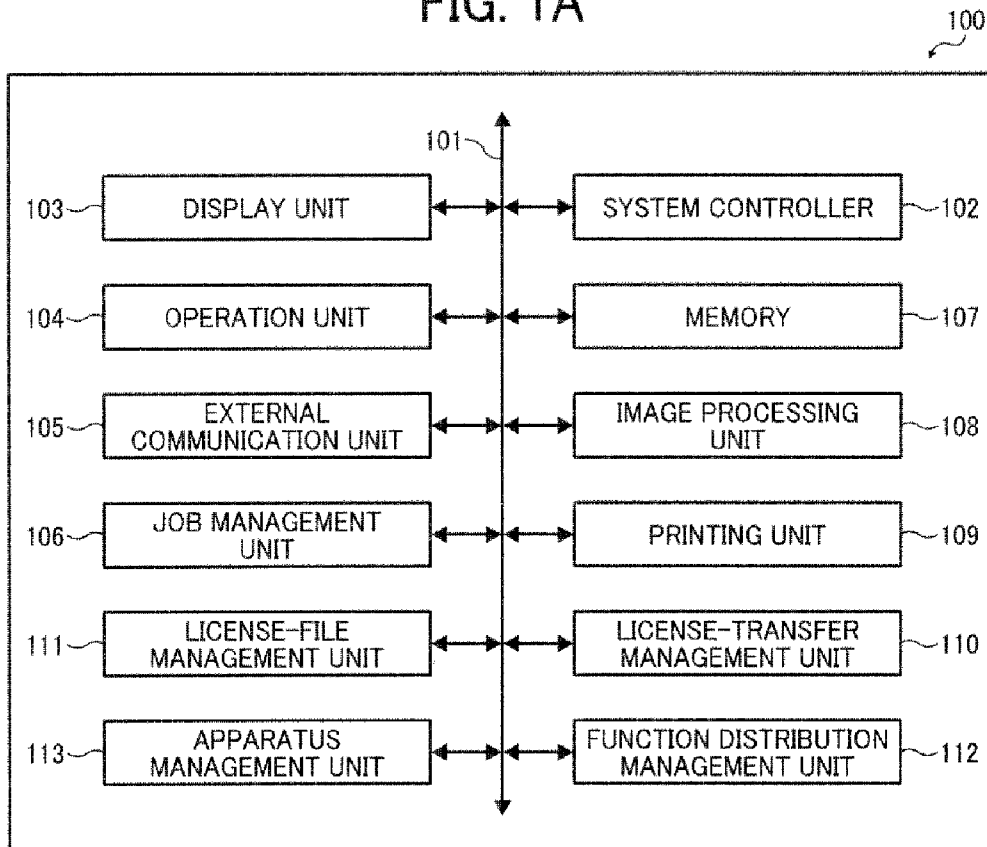 FIG. 1A
100
101
103 DISPLAY UNIT
SYSTEM CONTROLLER 102
104 OPERATION UNIT
MEMORY 107
105 EXTERNAL
COMMUNICATION UNIT
IMAGE PROCESSING
UNIT 108
106 JOB MANAGEMENT
UNIT
PRINTING UNIT 109
111 LICENSE-FILE
MANAGEMENT UNIT
LICENSE-TRANSFER
MANAGEMENT UNIT 110
113 APPARATUS
MANAGEMENT UNIT
FUNCTION DISTRIBUTION
MANAGEMENT UNIT 112